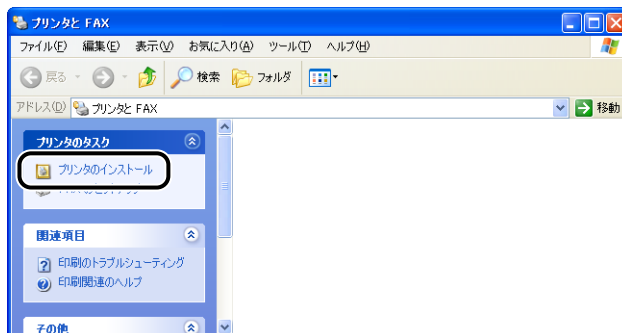 プリンタと FAX
ファイル(F) 編集(E) 表示(V) お気に入り(A) ツール(T) ヘルプ(H)
戻る 検索 フォルダ
アドレス(D) プリンタと FAX 移動
プリンタのタスク
プリンタのインストール
関連項目
印刷のトラブルシューティング
印刷関連のヘルプ
その他